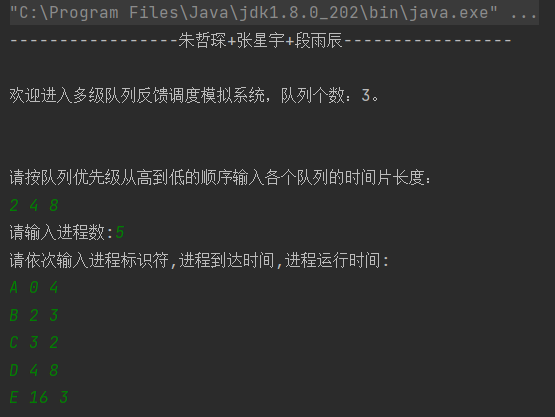 "C:\Program Files\Java\jdk1.8.0_202\bin\java.exe" ...
-----------------朱哲琛+张星宇+段雨辰-----------------
欢迎进入多级队列反馈调度模拟系统，队列个数：3。
请按队列优先级从高到低的顺序输入各个队列的时间片长度：
2 4 8
请输入进程数:5
请依次输入进程标识符,进程到达时间,进程运行时间:
A 0 4
B 2 3
C 3 2
D 4 8
E 16 3